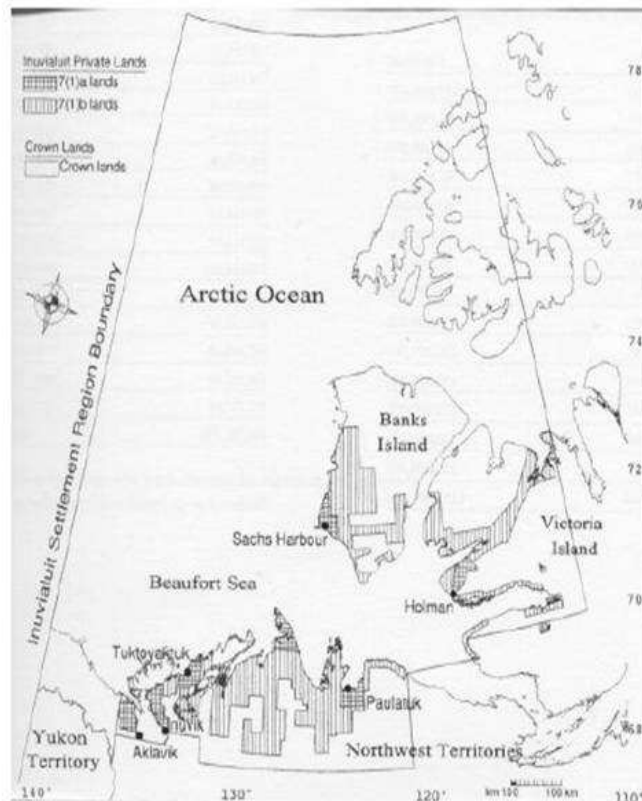 Inuvialuit Private Lands
7(1)a lands
7(1)b lands
Crown Lands
Crown lands
78
76
74
72
70
68
Arctic Ocean
Inuvialuit Settlement Region Boundary
Banks
Island
Sachs Harbour
Victoria
Island
Beaufort Sea
Holman
Tuktoyaktuk
Inuvik
Paulatuk
Yukon
Territory
Aklavik
Northwest Territories
140°
130°
120°
110°
km 100
100 km